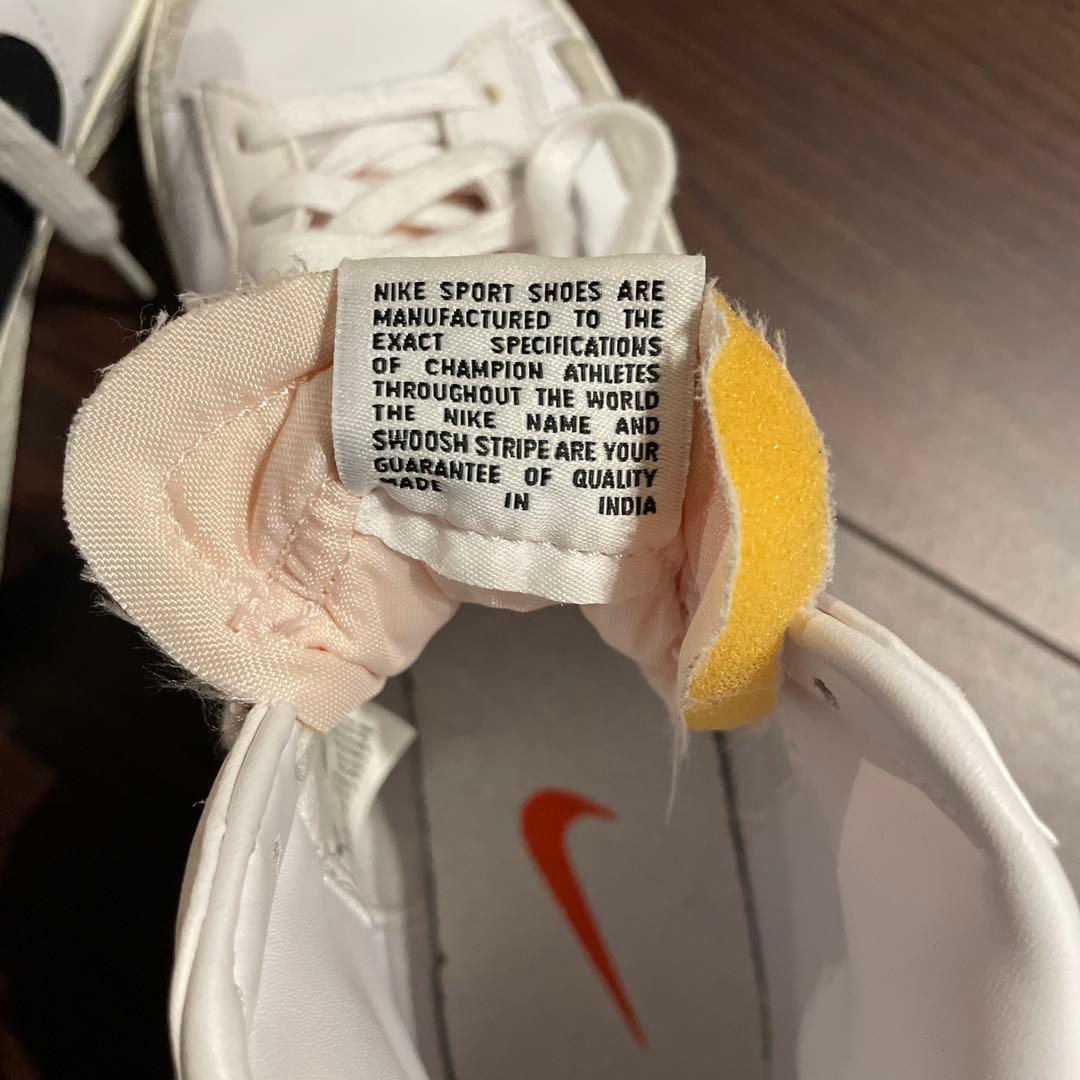 NIKE SPORT SHOES ARE
MANUFACTURED TO THE
EXACT SPECIFICATIONS
OF CHAMPION ATHLETES
THROUGHOUT THE WORLD
THE NIKE NAME AND
SWOOSH STRIPE ARE YOUR
GUARANTEE OF QUALITY
MADE IN INDIA